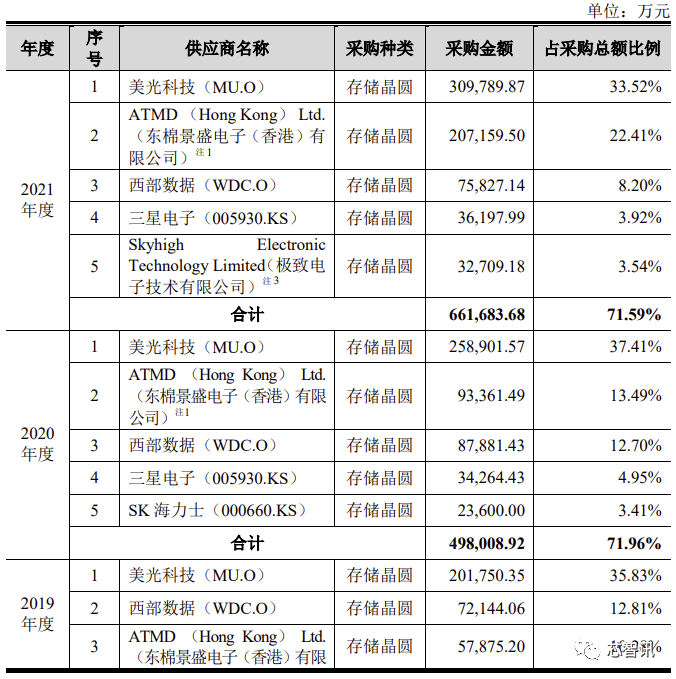 单位：万元
年度 序号 供应商名称 采购种类 采购金额 占采购总额比例
2021年度
1 美光科技（MU.O） 存储晶圆 309,789.87 33.52%
2 ATMD （Hong Kong） Ltd.（东棉景盛电子（香港）有限公司）注1 存储晶圆 207,159.50 22.41%
3 西部数据（WDC.O） 存储晶圆 75,827.14 8.20%
4 三星电子（005930.KS） 存储晶圆 36,197.99 3.92%
5 Skyhigh Electronic Technology Limited（极致电子技术有限公司）注3 存储晶圆 32,709.18 3.54%
合计 661,683.68 71.59%
2020年度
1 美光科技（MU.O） 存储晶圆 258,901.57 37.41%
2 ATMD （Hong Kong） Ltd.（东棉景盛电子（香港）有限公司）注1 存储晶圆 93,361.49 13.49%
3 西部数据（WDC.O） 存储晶圆 87,881.43 12.70%
4 三星电子（005930.KS） 存储晶圆 34,264.43 4.95%
5 SK 海力士（000660.KS） 存储晶圆 23,600.00 3.41%
合计 498,008.92 71.96%
2019年度
1 美光科技（MU.O） 存储晶圆 201,750.35 35.83%
2 西部数据（WDC.O） 存储晶圆 72,144.06 12.81%
3 ATMD （Hong Kong） Ltd.（东棉景盛电子（香港）有限 存储晶圆 57,875.20
芯智讯